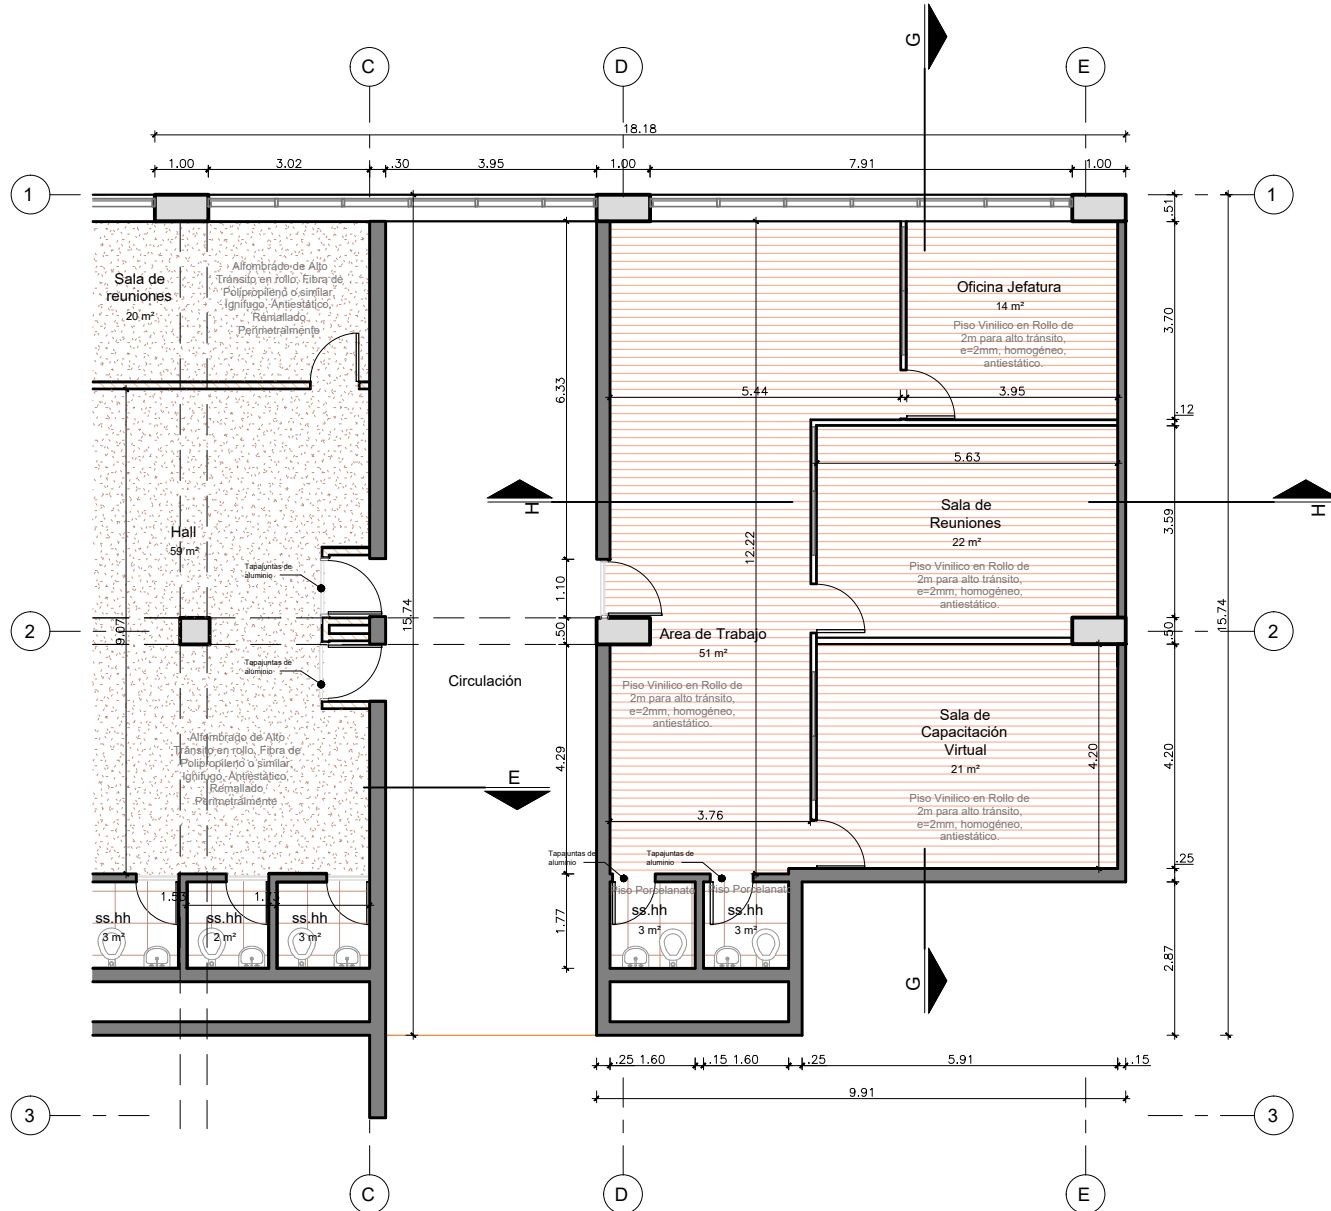 G
C
D
E
18.18
1.00
3.02
.30
3.95
1.00
7.91
1.00
1
1
.51
Sala de
reuniones
20 m²
Alfombrado de Alto
Tránsito en rollo, Fibra de
Polipropileno o similar,
Ignífugo, Antiestático,
Remallado
Perimetralmente
Oficina Jefatura
14 m²
Piso Vinilico en Rollo de
2m para alto tránsito,
e=2mm, homogéneo,
antiestático.
3.70
6.33
5.44
3.95
.12
5.63
H
H
Sala de
Reuniones
22 m²
Piso Vinilico en Rollo de
2m para alto tránsito,
e=2mm, homogéneo,
antiestático.
3.59
12.22
Hall
59 m²
Tapajuntas de
aluminio
1.10
15.74
15.74
9.07
2
2
.50
.50
Area de Trabajo
51 m²
Tapajuntas de
aluminio
Circulación
Piso Vinilico en Rollo de
2m para alto tránsito,
e=2mm, homogéneo,
antiestático.
Sala de
Capacitación
Virtual
21 m²
4.20
4.20
4.29
Alfombrado de Alto
Tránsito en rollo, Fibra de
Polipropileno o similar,
Ignífugo, Antiestático,
Remallado
Perimetralmente
E
Piso Vinilico en Rollo de
2m para alto tránsito,
e=2mm, homogéneo,
antiestático.
3.76
Tapajuntas de
aluminio
Tapajuntas de
aluminio
.25
Piso Porcelanato
Piso Porcelanato
1.53
1.73
ss.hh
3 m²
ss.hh
2 m²
ss.hh
3 m²
ss.hh
3 m²
ss.hh
3 m²
1.77
2.87
G
.25
1.60
.15
1.60
.25
5.91
.15
9.91
3
3
C
D
E